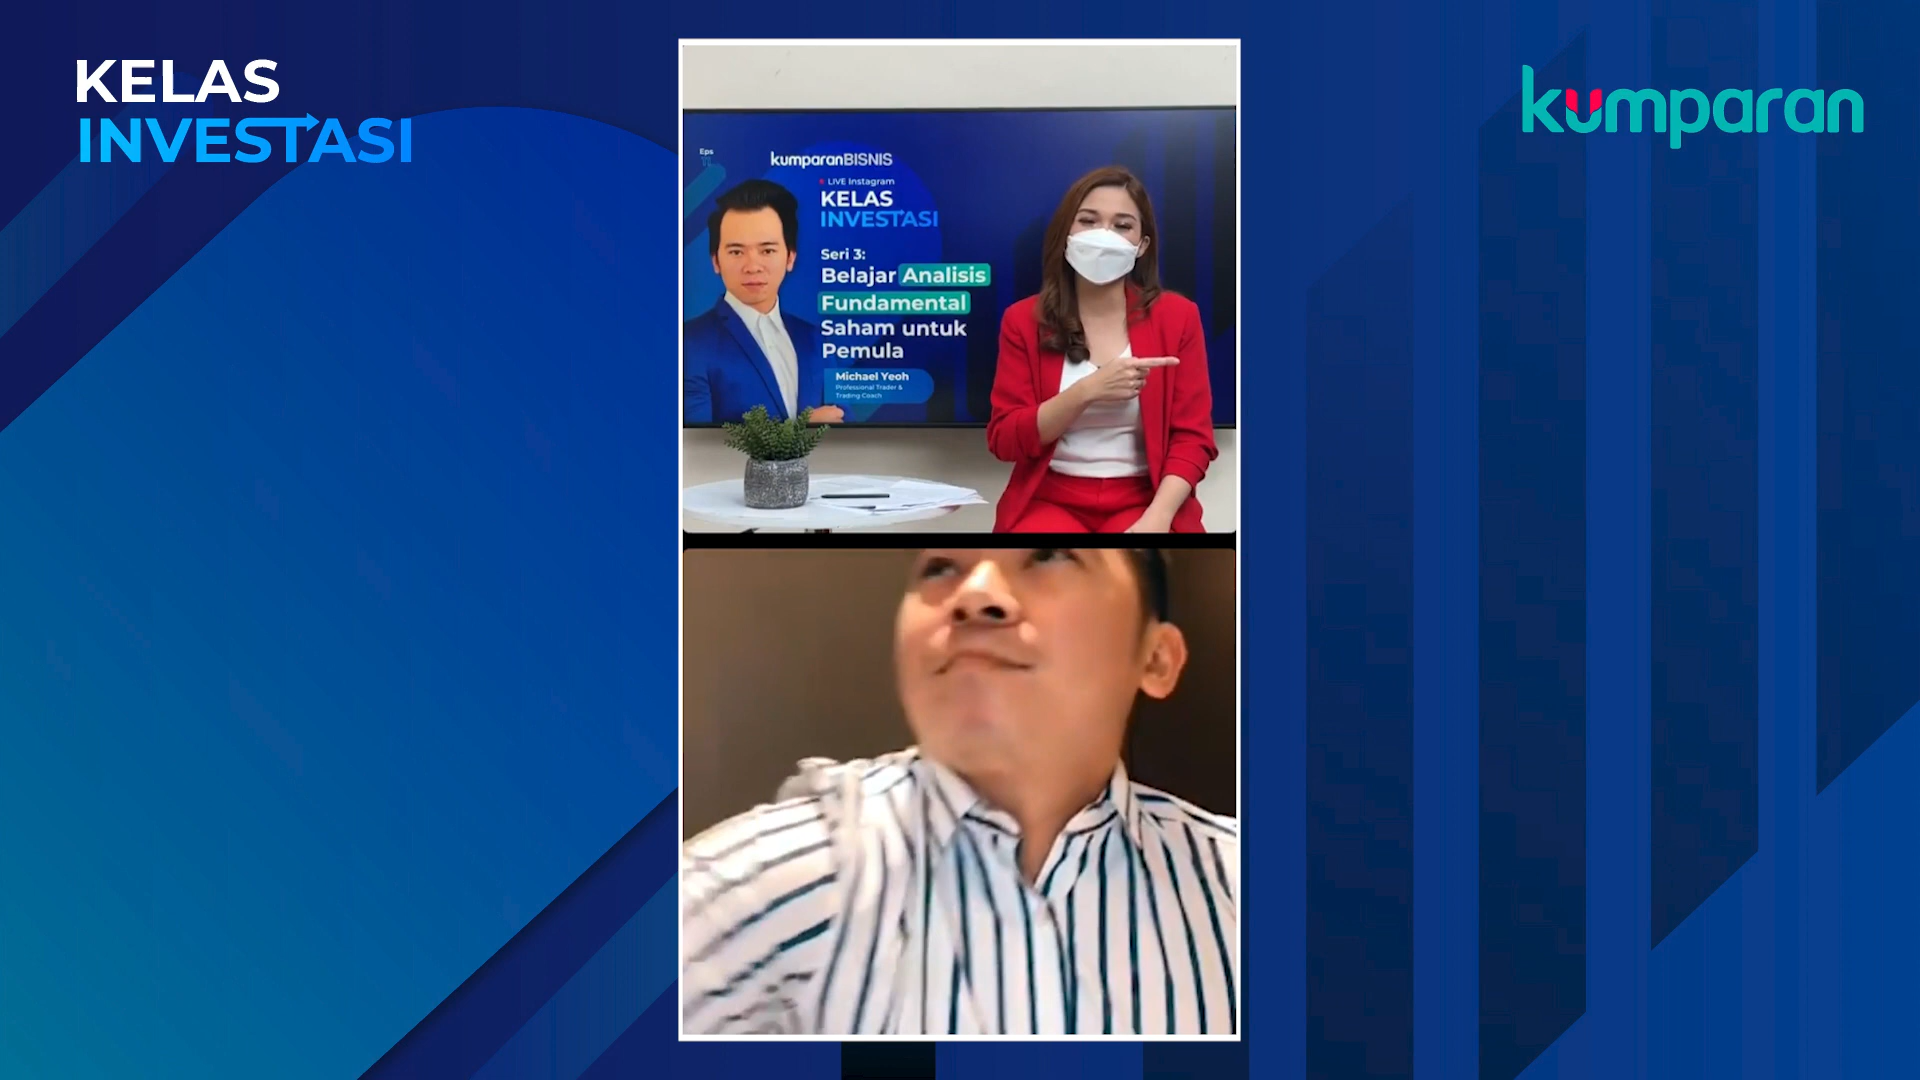 KELAS
INVESTASI
kumparan
Eps
11
kumparanBISNIS
LIVE Instagram
KELAS
INVESTASI
Seri 3:
Belajar Analisis
Fundamental
Saham untuk
Pemula
Michael Yeoh
Professional Trader &
Trading Coach